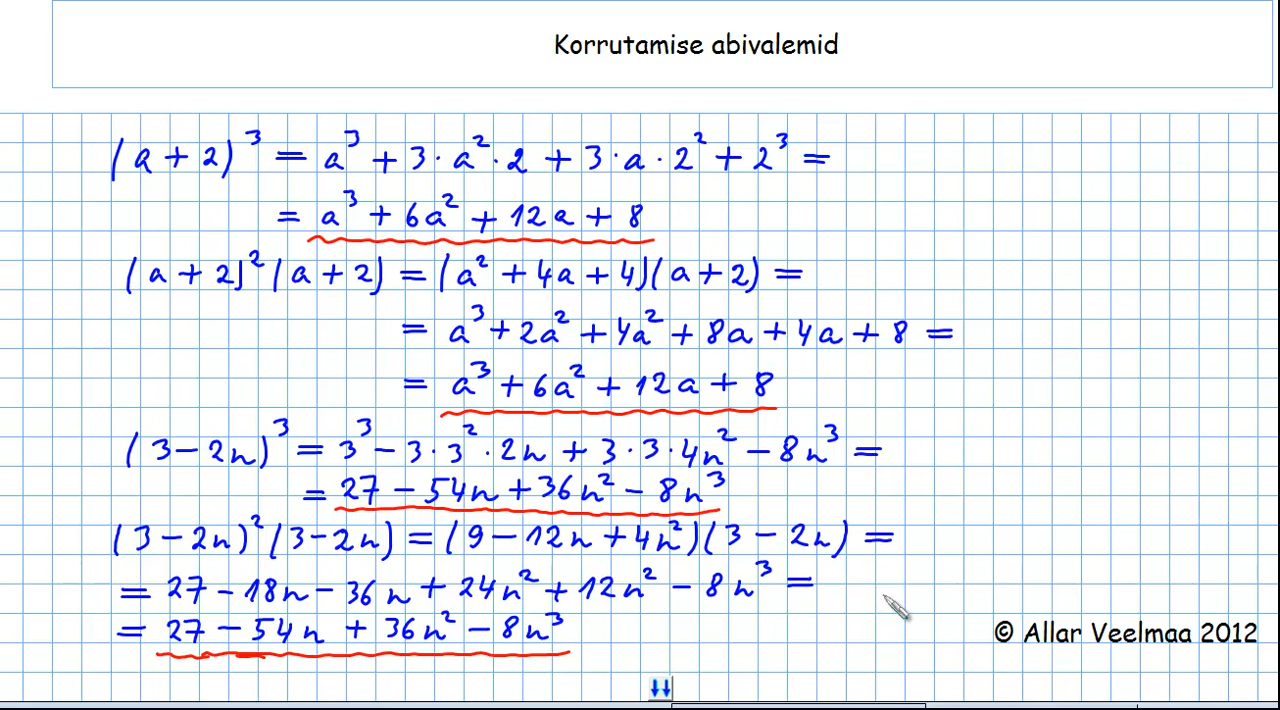 Korrutamise abivalemid
(a + 2)³ = a³ + 3·a²·2 + 3·a·2² + 2³ =
= a³ + 6a² + 12a + 8
(a + 2)²(a + 2) = (a² + 4a + 4)(a + 2) =
= a³ + 2a² + 4a² + 8a + 4a + 8 =
= a³ + 6a² + 12a + 8
(3 − 2n)³ = 3³ − 3·3²·2n + 3·3·4n² − 8n³ =
= 27 − 54n + 36n² − 8n³
(3 − 2n)²(3 − 2n) = (9 − 12n + 4n²)(3 − 2n) =
= 27 − 18n − 36n + 24n² + 12n² − 8n³ =
= 27 − 54n + 36n² − 8n³
© Allar Veelmaa 2012